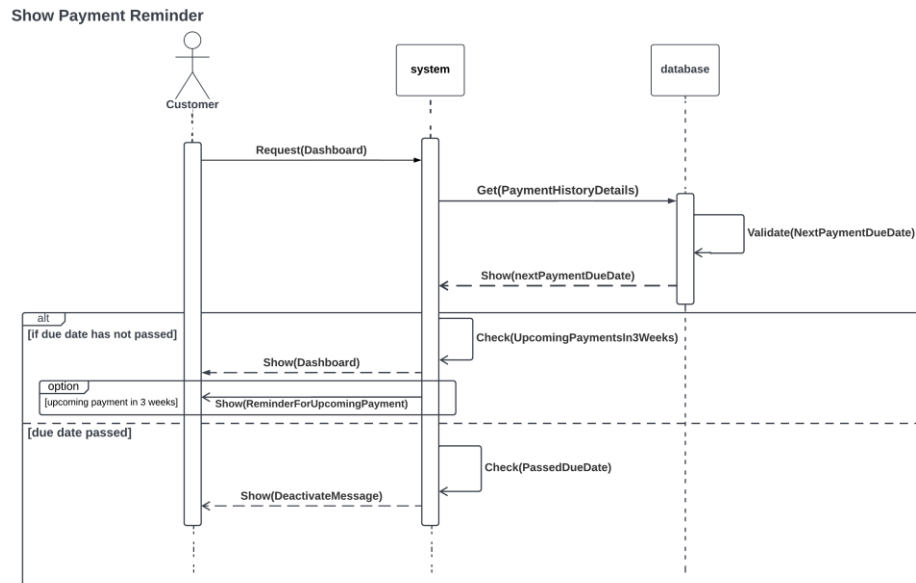 Show Payment Reminder
Customer
system
database
Request(Dashboard)
Get(PaymentHistoryDetails)
Validate(NextPaymentDueDate)
Show(nextPaymentDueDate)
alt
[if due date has not passed]
Check(UpcomingPaymentsIn3Weeks)
Show(Dashboard)
option
[upcoming payment in 3 weeks]
Show(ReminderForUpcomingPayment)
[due date passed]
Check(PassedDueDate)
Show(DeactivateMessage)